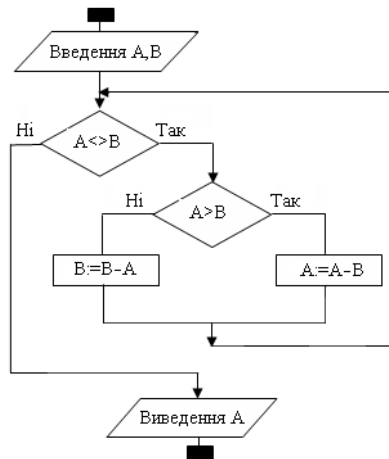 Введення А,В
Ні
Так
А<>В
Ні
Так
А>В
В:=В-А
А:=А-В
Виведення А